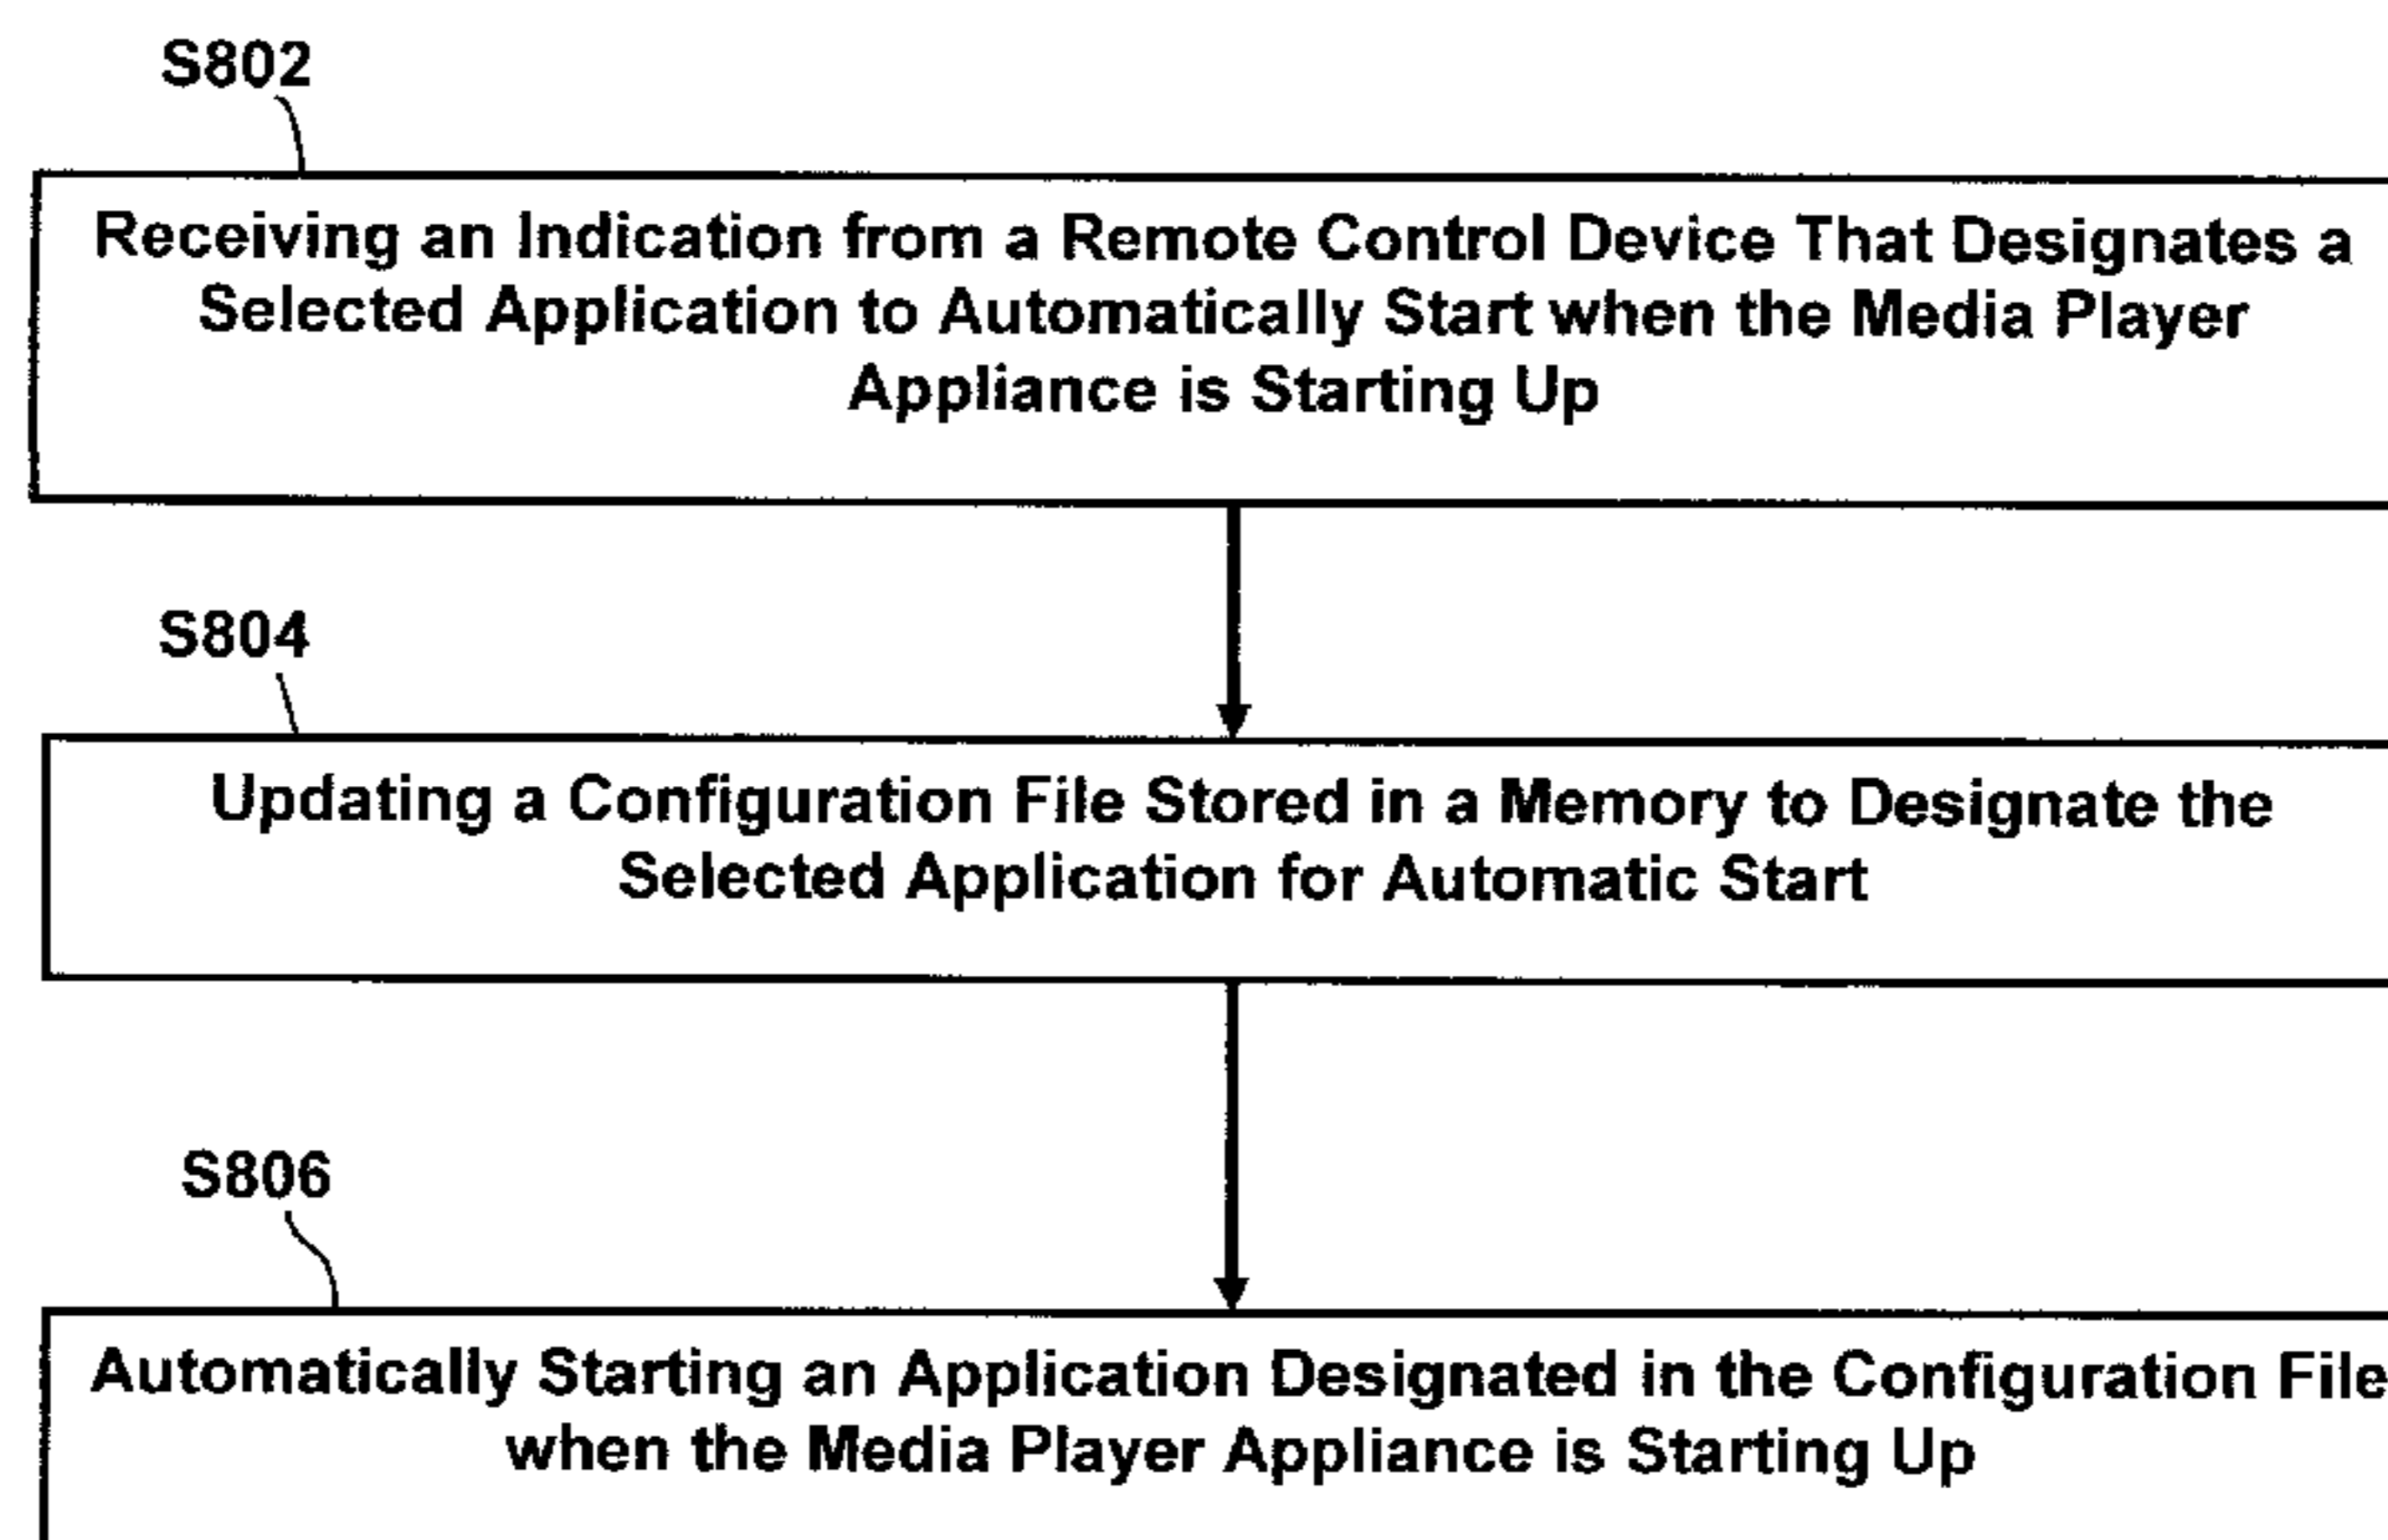 S802
Receiving an Indication from a Remote Control Device That Designates a
Selected Application to Automatically Start when the Media Player
Appliance is Starting Up
S804
Updating a Configuration File Stored in a Memory to Designate the
Selected Application for Automatic Start
S806
Automatically Starting an Application Designated in the Configuration File
when the Media Player Appliance is Starting Up